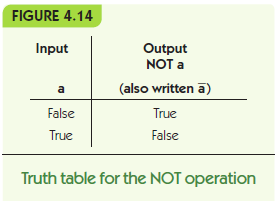 FIGURE 4.14
Input Output
NOT a
a (also written a̅)
False True
True False
Truth table for the NOT operation